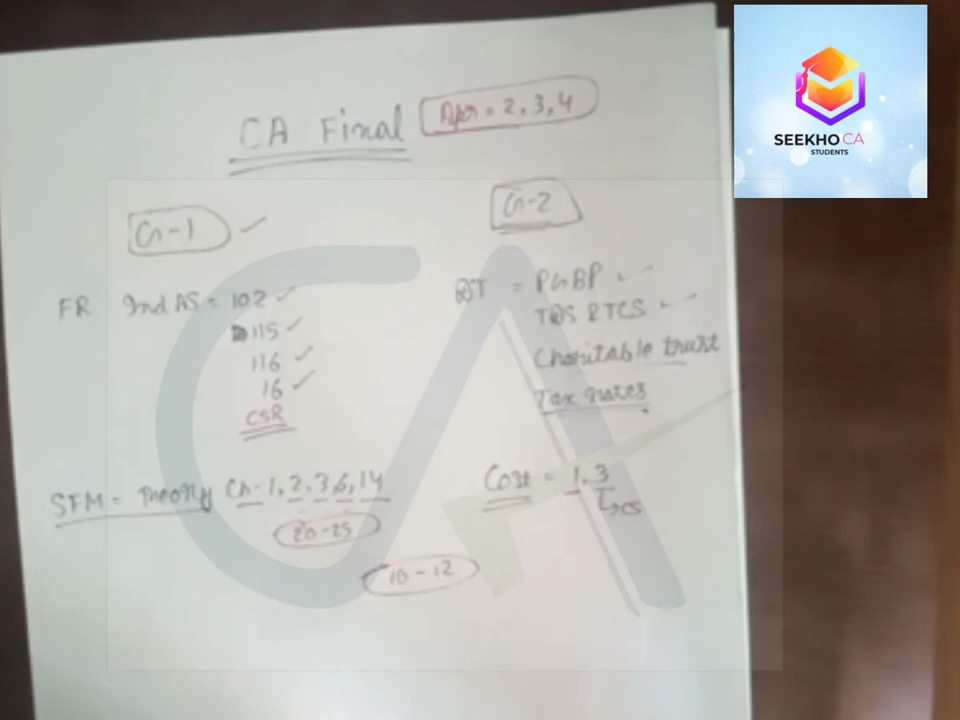 CA Final Apr = 2, 3, 4
SEEKHO CA
STUDENTS
G-1 ✓
FR Ind AS = 102 ✓
115 ✓
116 ✓
16 ✓
CSR
SFM = Theory Ch-1, 2, 3, 6, 14
20-25
10-12
G-2
DT = PGBP ✓
TDS & TCS ✓
Charitable trust
Tax rates
Cost = 1, 3
↳ CS
CA